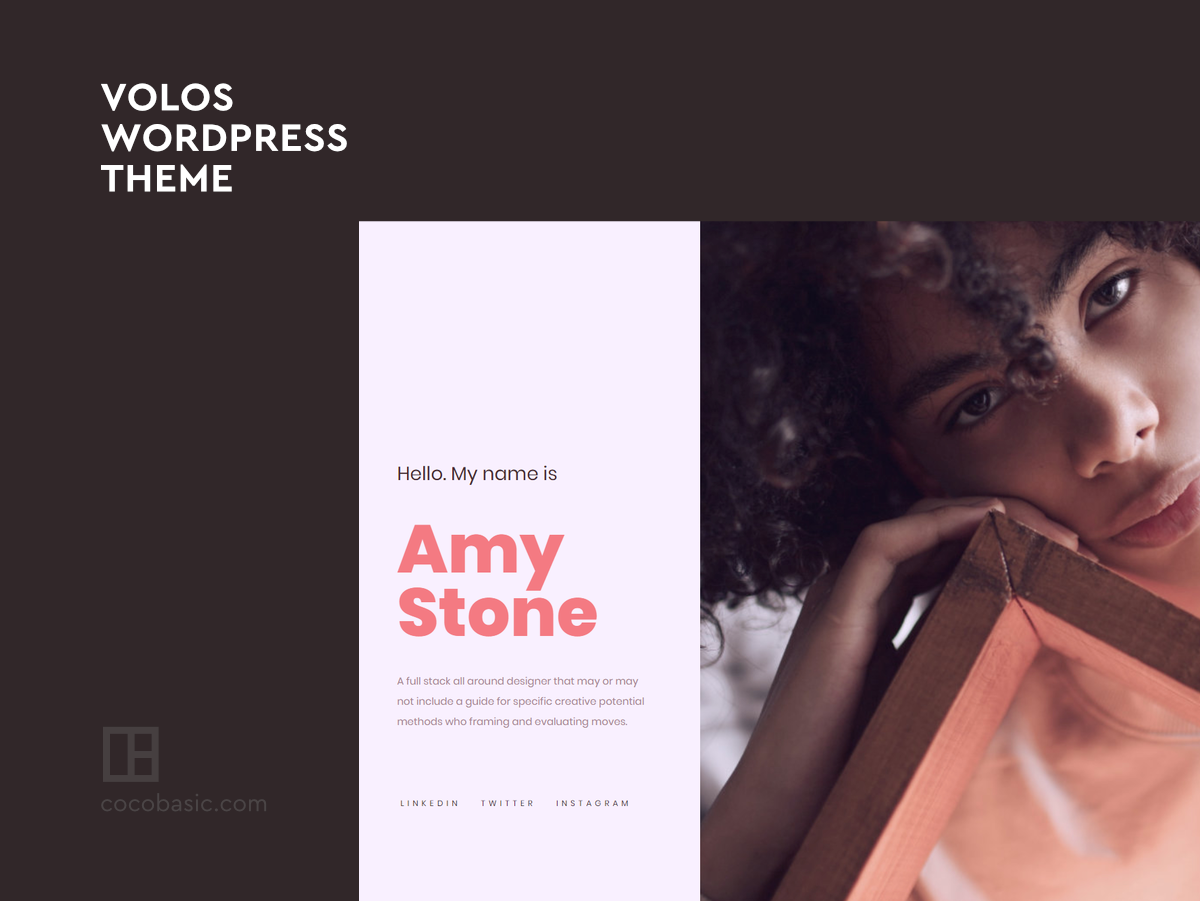 VOLOS
WORDPRESS
THEME
Hello. My name is
Amy
Stone
A full stack all around designer that may or may
not include a guide for specific creative potential
methods who framing and evaluating moves.
LINKEDIN TWITTER INSTAGRAM
cocobasic.com